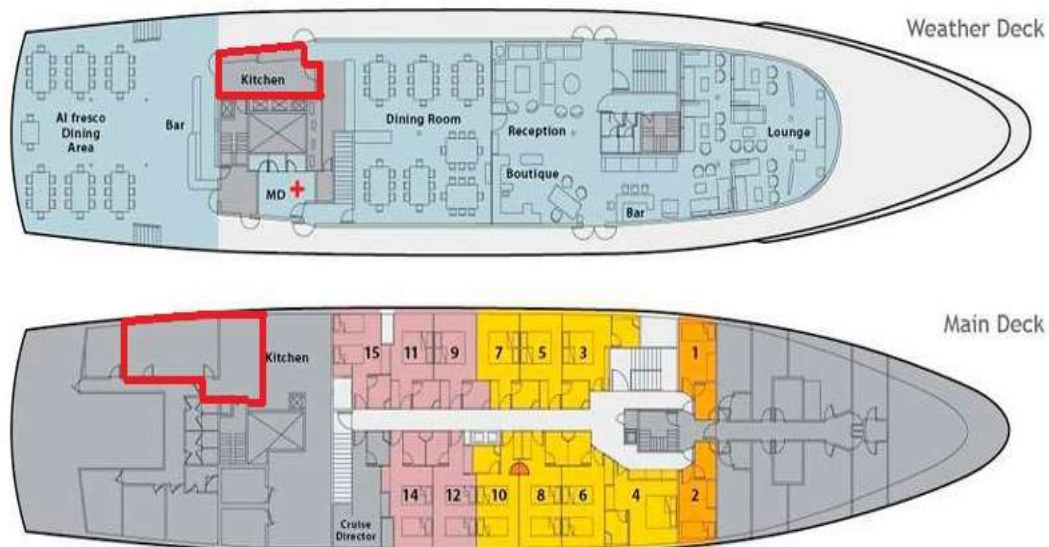 Weather Deck
Kitchen
Al fresco
Dining
Area
Bar
Dining Room
Reception
Lounge
Boutique
MD
Bar
Main Deck
Kitchen
15 11 9 7 5 3 1
14 12 10 8 6 4 2
Cruise
Director